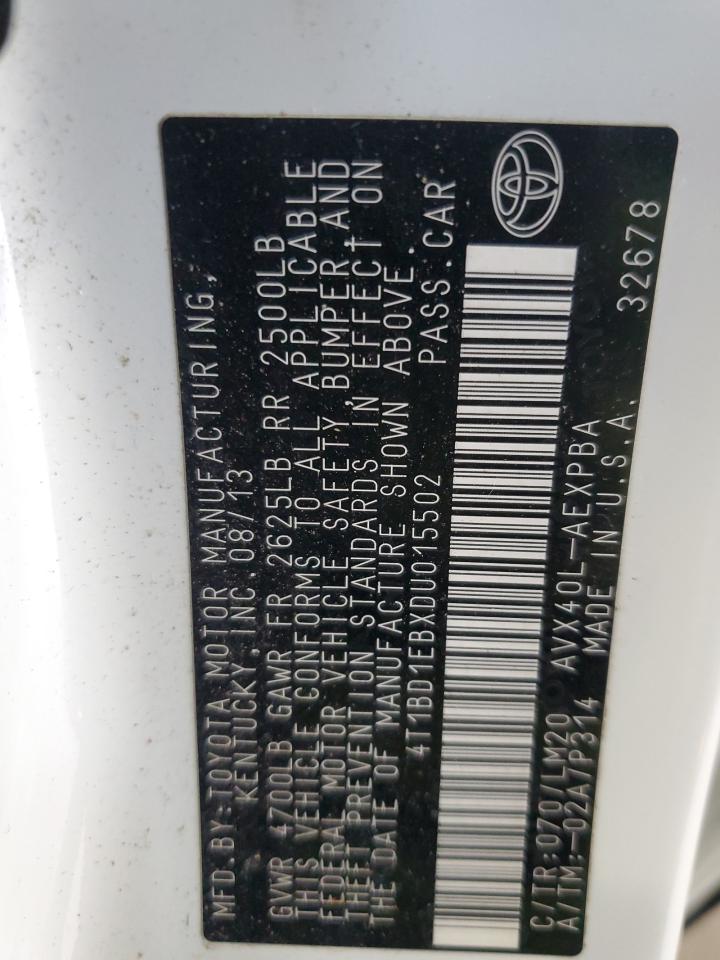 MFD.BY:TOYOTA MOTOR MANUFACTURING,
KENTUCKY.INC 08/13
GVWR 4700LB GAWR FR 2625LB RR 2500LB
THIS VEHICLE CONFORMS TO ALL APPLICABLE
FEDERAL MOTOR VEHICLE SAFETY, BUMPER, AND
THEFT PREVENTION STANDARDS IN EFFECT ON
THE DATE OF MANUFACTURE SHOWN ABOVE.
4T1BD1EBXDU015502 PASS CAR
C/TR:070/LM20 AVX40L-AEXPBA
A/TM:-02A/P314 MADE IN U.S.A. 32678